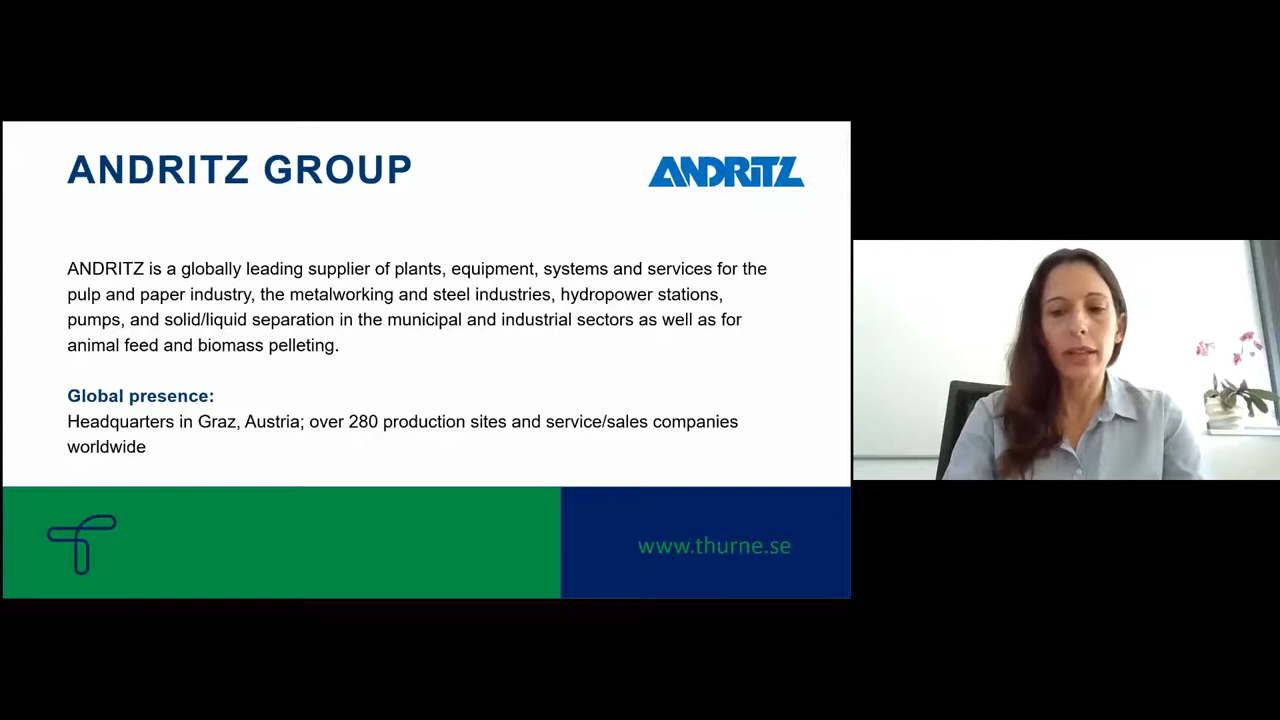 ANDRITZ GROUP
ANDRITZ
ANDRITZ is a globally leading supplier of plants, equipment, systems and services for the
pulp and paper industry, the metalworking and steel industries, hydropower stations,
pumps, and solid/liquid separation in the municipal and industrial sectors as well as for
animal feed and biomass pelleting.
Global presence:
Headquarters in Graz, Austria; over 280 production sites and service/sales companies
worldwide
www.thurne.se